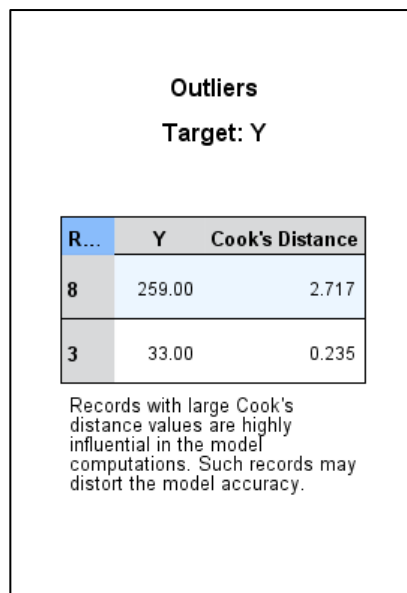 Outliers
Target: Y
R... Y Cook's Distance
8 259.00 2.717
3 33.00 0.235
Records with large Cook's
distance values are highly
influential in the model
computations. Such records may
distort the model accuracy.